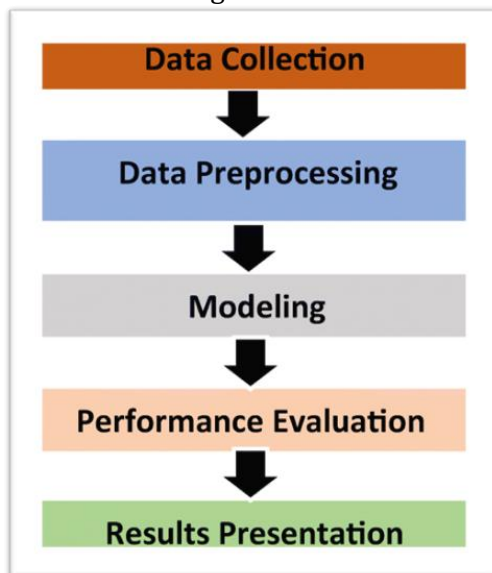 Data Collection
Data Preprocessing
Modeling
Performance Evaluation
Results Presentation